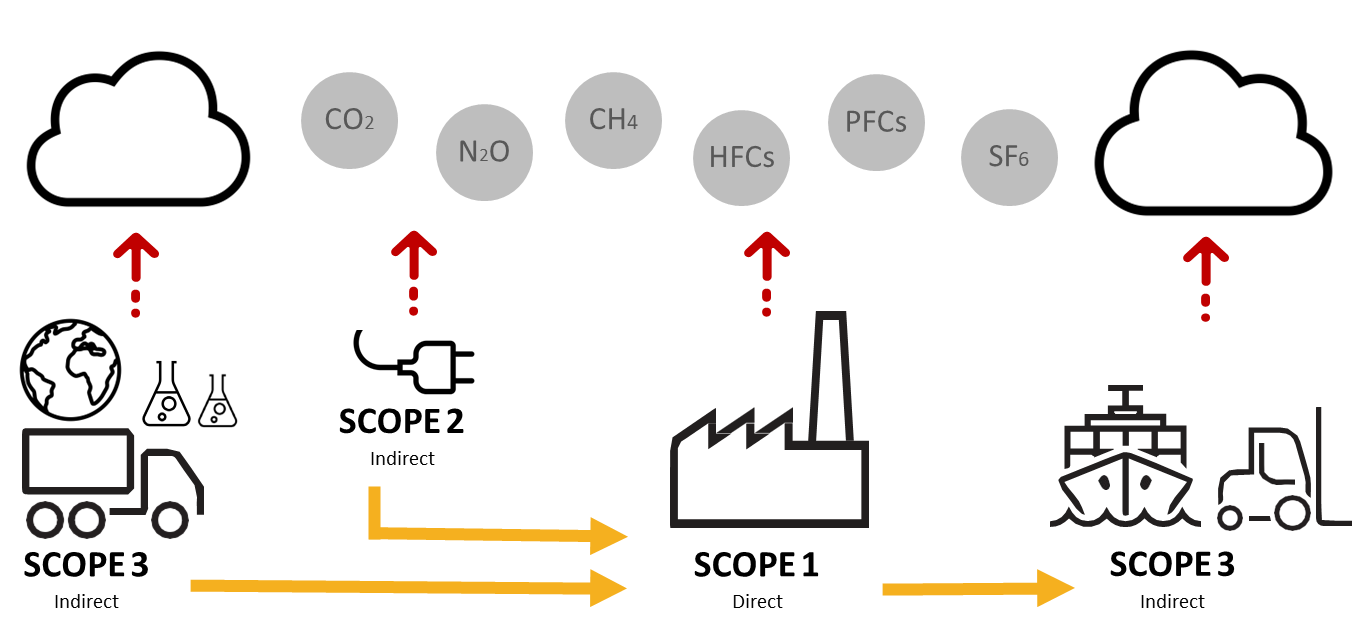 CO₂
N₂O
CH₄
HFCs
PFCs
SF₆
SCOPE 2
Indirect
SCOPE 3
Indirect
SCOPE 1
Direct
SCOPE 3
Indirect